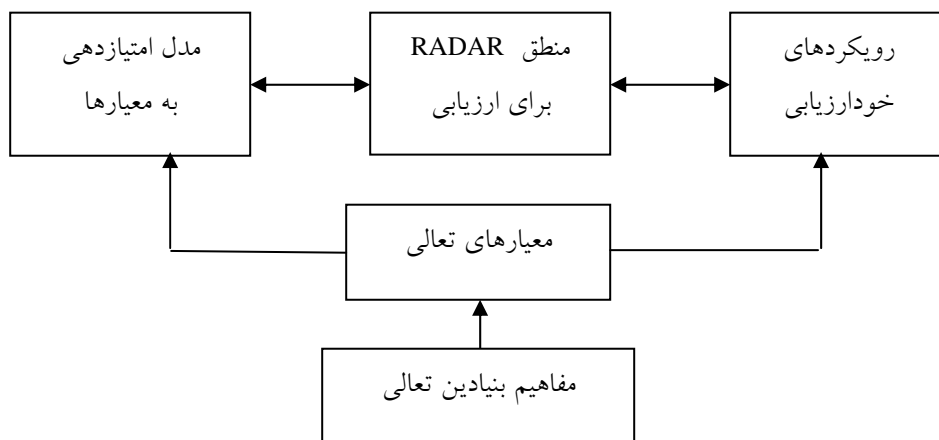 رویکردهای
خودارزیابی
منطق RADAR
برای ارزیابی
مدل امتیازدهی
به معیارها
معیارهای تعالی
مفاهیم بنیادین تعالی